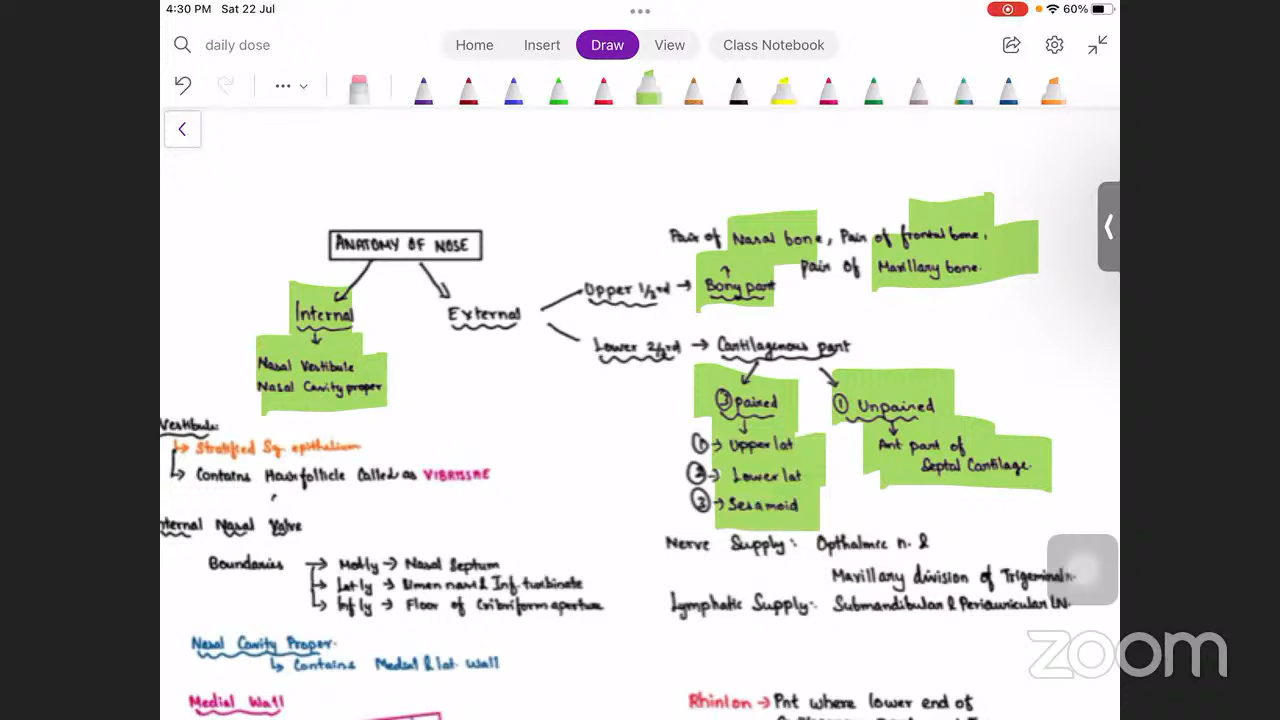 4:30 PM Sat 22 Jul
60%
daily dose
Home Insert Draw View Class Notebook
ANATOMY OF NOSE
Internal
Nasal Vestibule
Nasal Cavity proper
External
Upper 1/3rd → Bony part
Pair of Nasal bone, Pair of frontal bone,
pair of Maxillary bone.
Lower 2/3rd → Cartilagenous part
③ paired
① → Upper lat
② → Lower lat
③ → Sesamoid
① Unpaired
Ant part of
Septal Cartilage.
Nerve Supply: Opthalmic n. &
Maxillary division of Trigeminal n.
Lymphatic Supply: Submandibular & Periauricular LN.
Vestibule:
→ Stratified Sq. epithelium
→ Contains Hair follicle Called as VIBRISSAE
nternal Nasal Valve
Boundaries → Medly → Nasal Septum
→ Latly → Limen nasi & Inf. turbinate
→ Infly → Floor of Cribriform aperture
Nasal Cavity Proper.
↳ Contains Medial & lat. Wall
Medial Wall
Rhinion → Pnt where lower end of
zoom